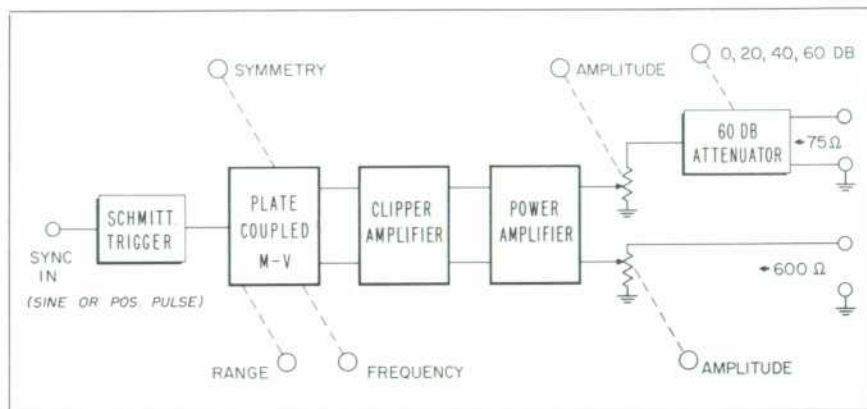 SYMMETRY
AMPLITUDE
0, 20, 40, 60 DB
60 DB
ATTENUATOR
75Ω
SCHMITT
TRIGGER
PLATE
COUPLED
M-V
CLIPPER
AMPLIFIER
POWER
AMPLIFIER
SYNC
IN
(SINE OR POS. PULSE)
600 Ω
RANGE
FREQUENCY
AMPLITUDE